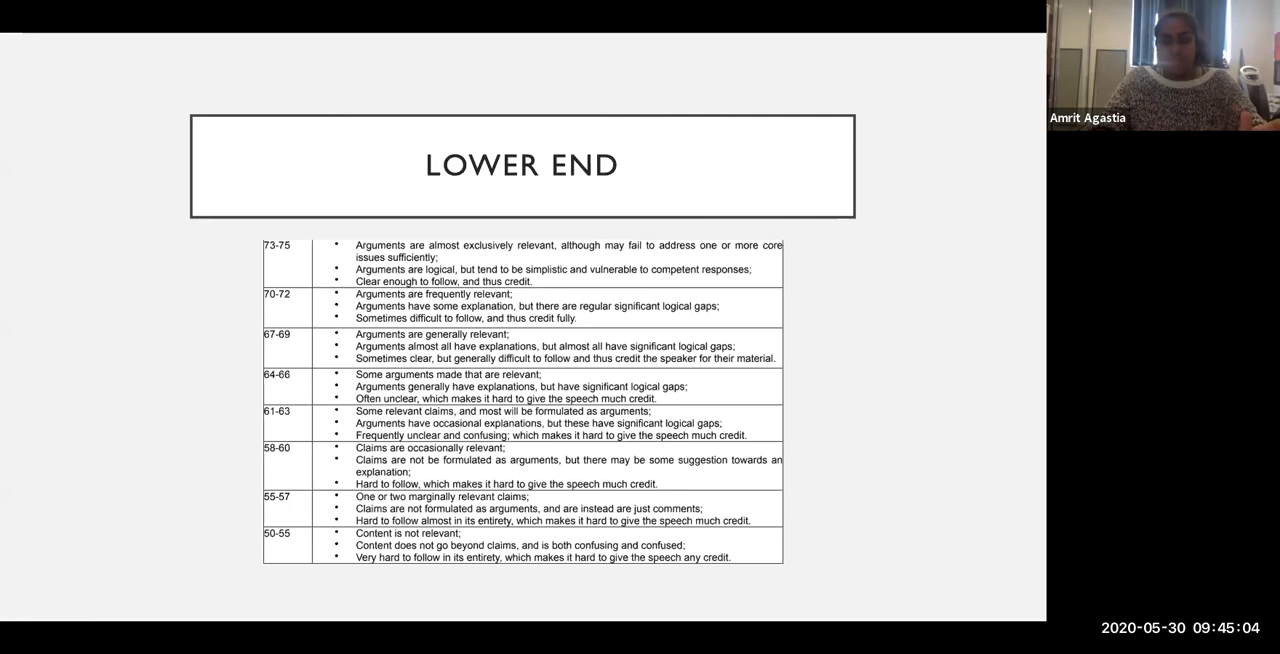 LOWER END
Amrit Agastia
73-75
• Arguments are almost exclusively relevant, although may fail to address one or more core
issues sufficiently;
• Arguments are logical, but tend to be simplistic and vulnerable to competent responses;
• Clear enough to follow, and thus credit.
70-72
• Arguments are frequently relevant;
• Arguments have some explanation, but there are regular significant logical gaps;
• Sometimes difficult to follow, and thus credit fully.
67-69
• Arguments are generally relevant;
• Arguments almost all have explanations, but almost all have significant logical gaps;
• Sometimes clear, but generally difficult to follow and thus credit the speaker for their material.
64-66
• Some arguments made that are relevant;
• Arguments generally have explanations, but have significant logical gaps;
• Often unclear, which makes it hard to give the speech much credit.
61-63
• Some relevant claims, and most will be formulated as arguments;
• Arguments have occasional explanations, but these have significant logical gaps;
• Frequently unclear and confusing; which makes it hard to give the speech much credit.
58-60
• Claims are occasionally relevant;
• Claims are not be formulated as arguments, but there may be some suggestion towards an
explanation;
• Hard to follow, which makes it hard to give the speech much credit.
55-57
• One or two marginally relevant claims;
• Claims are not formulated as arguments, and are instead are just comments;
• Hard to follow almost in its entirety, which makes it hard to give the speech much credit.
50-55
• Content is not relevant;
• Content does not go beyond claims, and is both confusing and confused;
• Very hard to follow in its entirety, which makes it hard to give the speech any credit.
2020-05-30 09:45:04